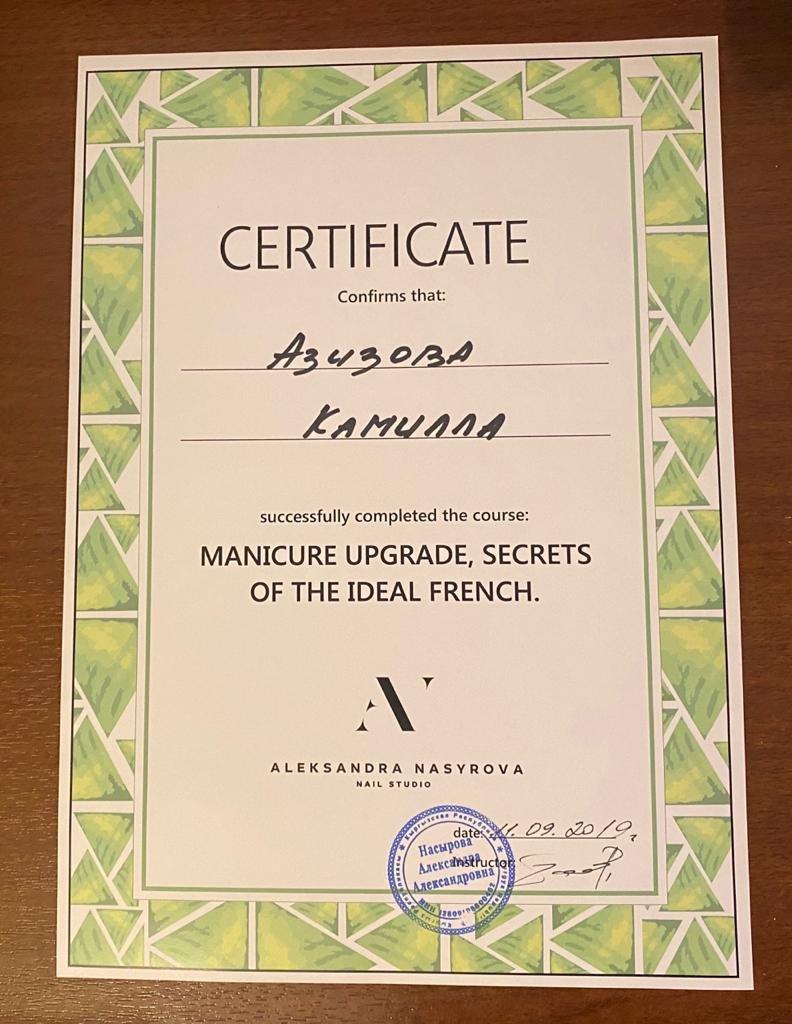 CERTIFICATE
Confirms that:
Азизова
Камилла
successfully completed the course:
MANICURE UPGRADE, SECRETS
OF THE IDEAL FRENCH.
ALEKSANDRA NASYROVA
NAIL STUDIO
date: 11.09.2019г.
Instructor:
Насырова
Александра
Александровна